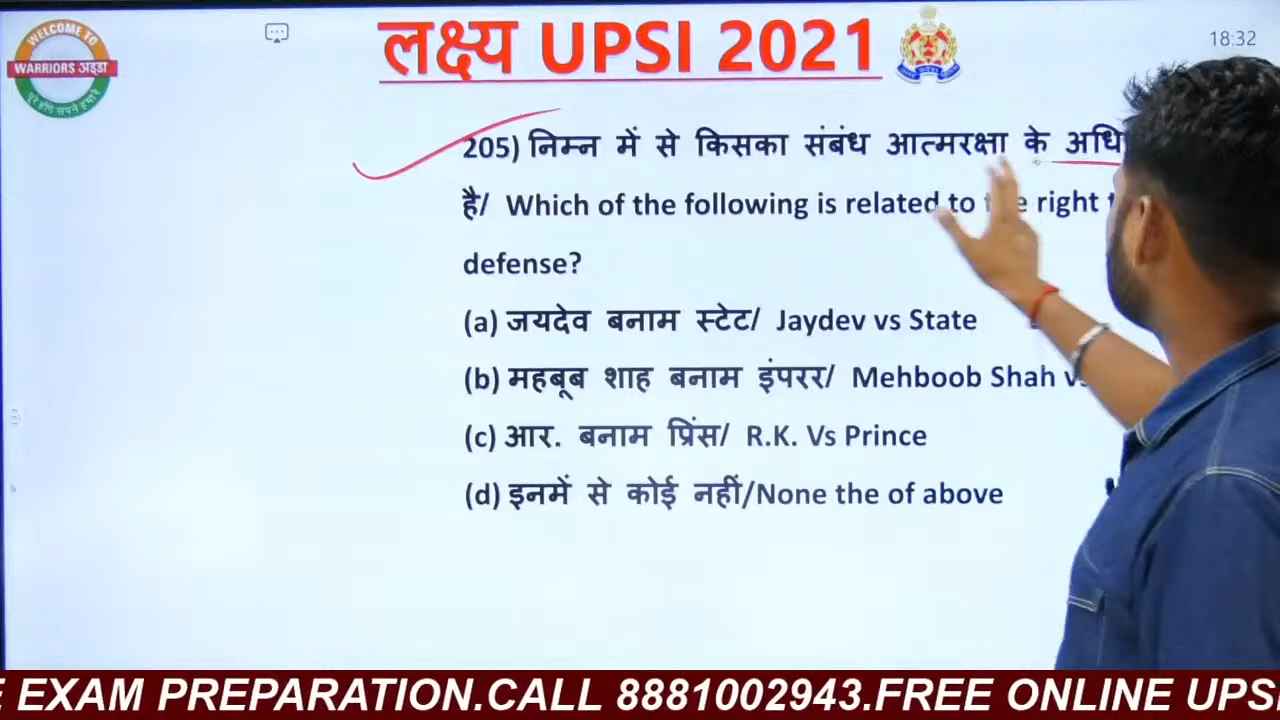 WELCOME TO
WARRIORS अड्डा
पूरे होंगे सपने हमारे
लक्ष्य UPSI 2021
18:32
205) निम्न में से किसका संबंध आत्मरक्षा के
है/ Which of the following is related to right
defense?
(a) जयदेव बनाम स्टेट/ Jaydev vs State
(b) महबूब शाह बनाम इंपरर/ Mehboob Shah
(c) आर. बनाम प्रिंस/ R.K. Vs Prince
(d) इनमें से कोई नहीं/None the of above
E EXAM PREPARATION.CALL 8881002943.FREE ONLINE UPS